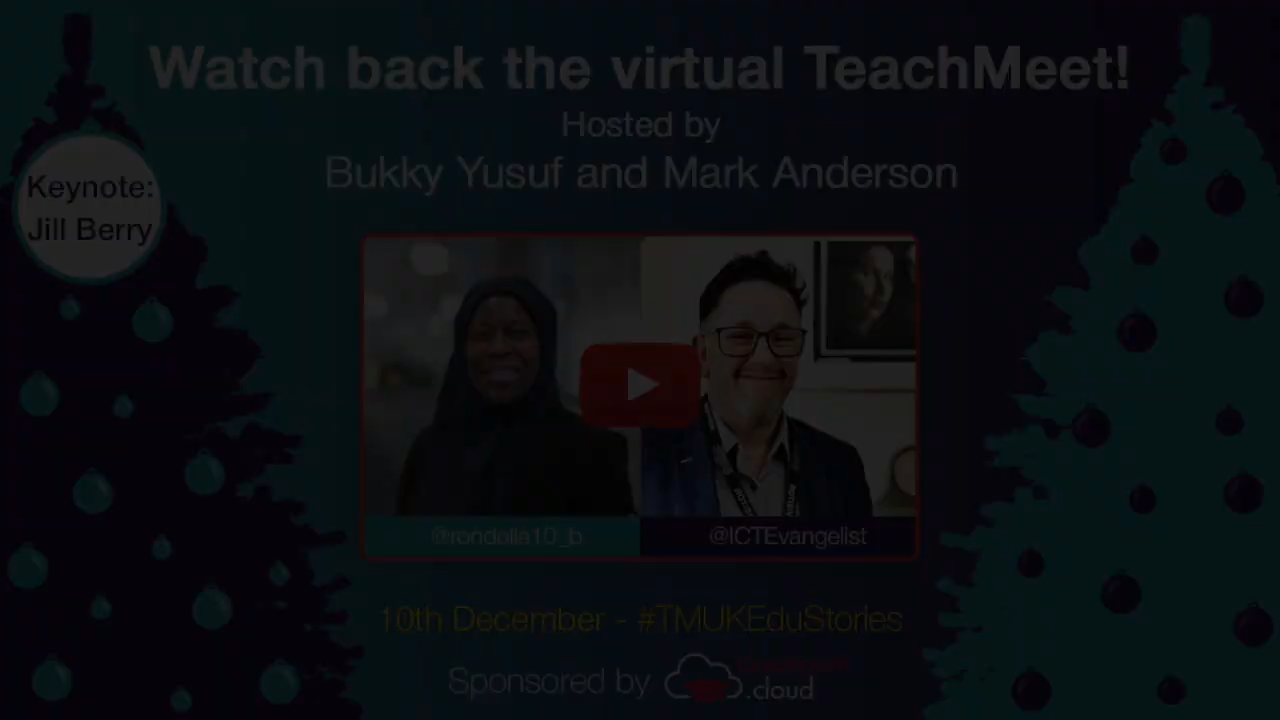 Watch back the virtual TeachMeet!
Hosted by
Bukky Yusuf and Mark Anderson
Keynote:
Jill Berry
@rondelle10_b
@ICTEvangelist
10th December - #TMUKEduStories
Sponsored by
.cloud